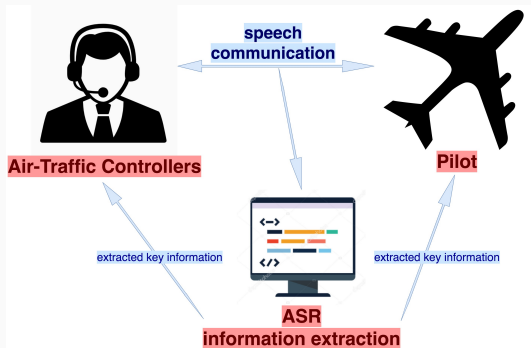 speech
communication
Air-Traffic Controllers
Pilot
<-->
</>
extracted key information
extracted key information
ASR
information extraction